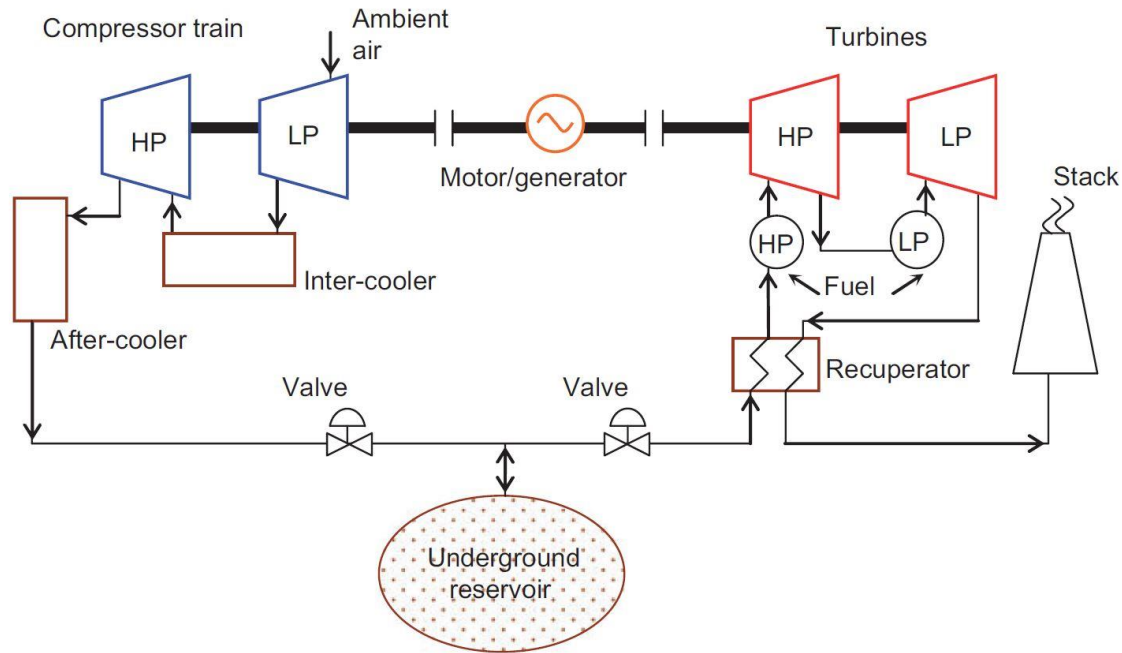 Compressor train
Ambient
air
Turbines
HP
LP
Motor/generator
HP
LP
Stack
HP
LP
Fuel
Inter-cooler
After-cooler
Recuperator
Valve
Valve
Underground
reservoir